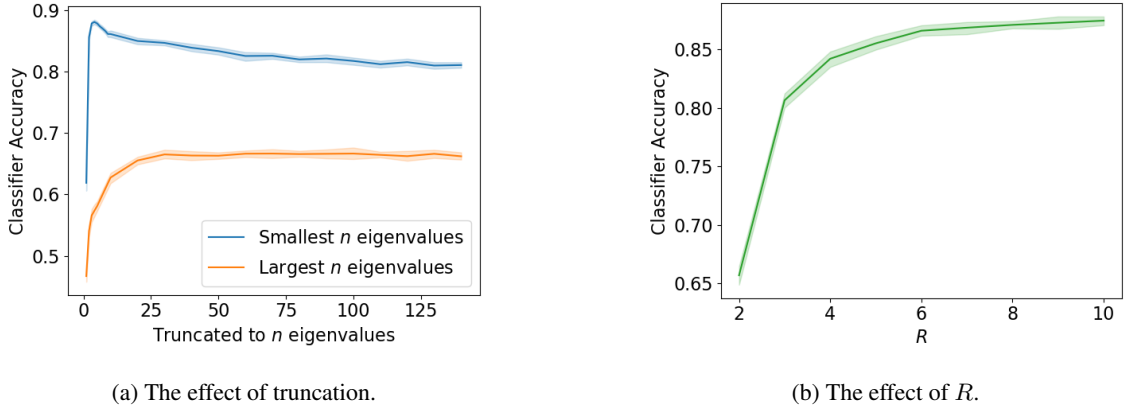 0.9
0.8
0.7
0.6
0.5
Classifier Accuracy
Smallest n eigenvalues
Largest n eigenvalues
0 25 50 75 100 125
Truncated to n eigenvalues
(a) The effect of truncation.
0.85
0.80
0.75
0.70
0.65
Classifier Accuracy
2 4 6 8 10
R
(b) The effect of R.